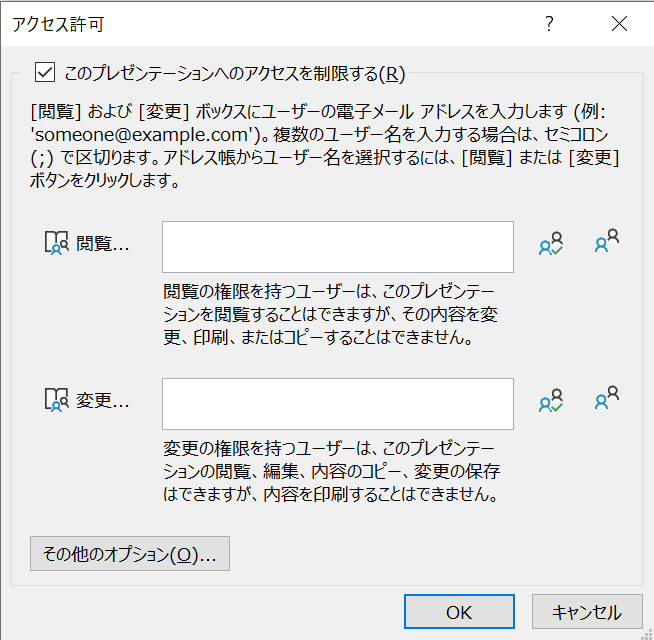 アクセス許可
このプレゼンテーションへのアクセスを制限する(R)
[閲覧] および [変更] ボックスにユーザーの電子メール アドレスを入力します (例:
'someone@example.com')。複数のユーザー名を入力する場合は、セミコロン
(;) で区切ります。アドレス帳からユーザー名を選択するには、[閲覧] または [変更]
ボタンをクリックします。
閲覧...
閲覧の権限を持つユーザーは、このプレゼンテー
ションを閲覧することはできますが、その内容を変
更、印刷、またはコピーすることはできません。
変更...
変更の権限を持つユーザーは、このプレゼンテー
ションの閲覧、編集、内容のコピー、変更の保存
はできますが、内容を印刷することはできません。
その他のオプション(O)...
OK
キャンセル